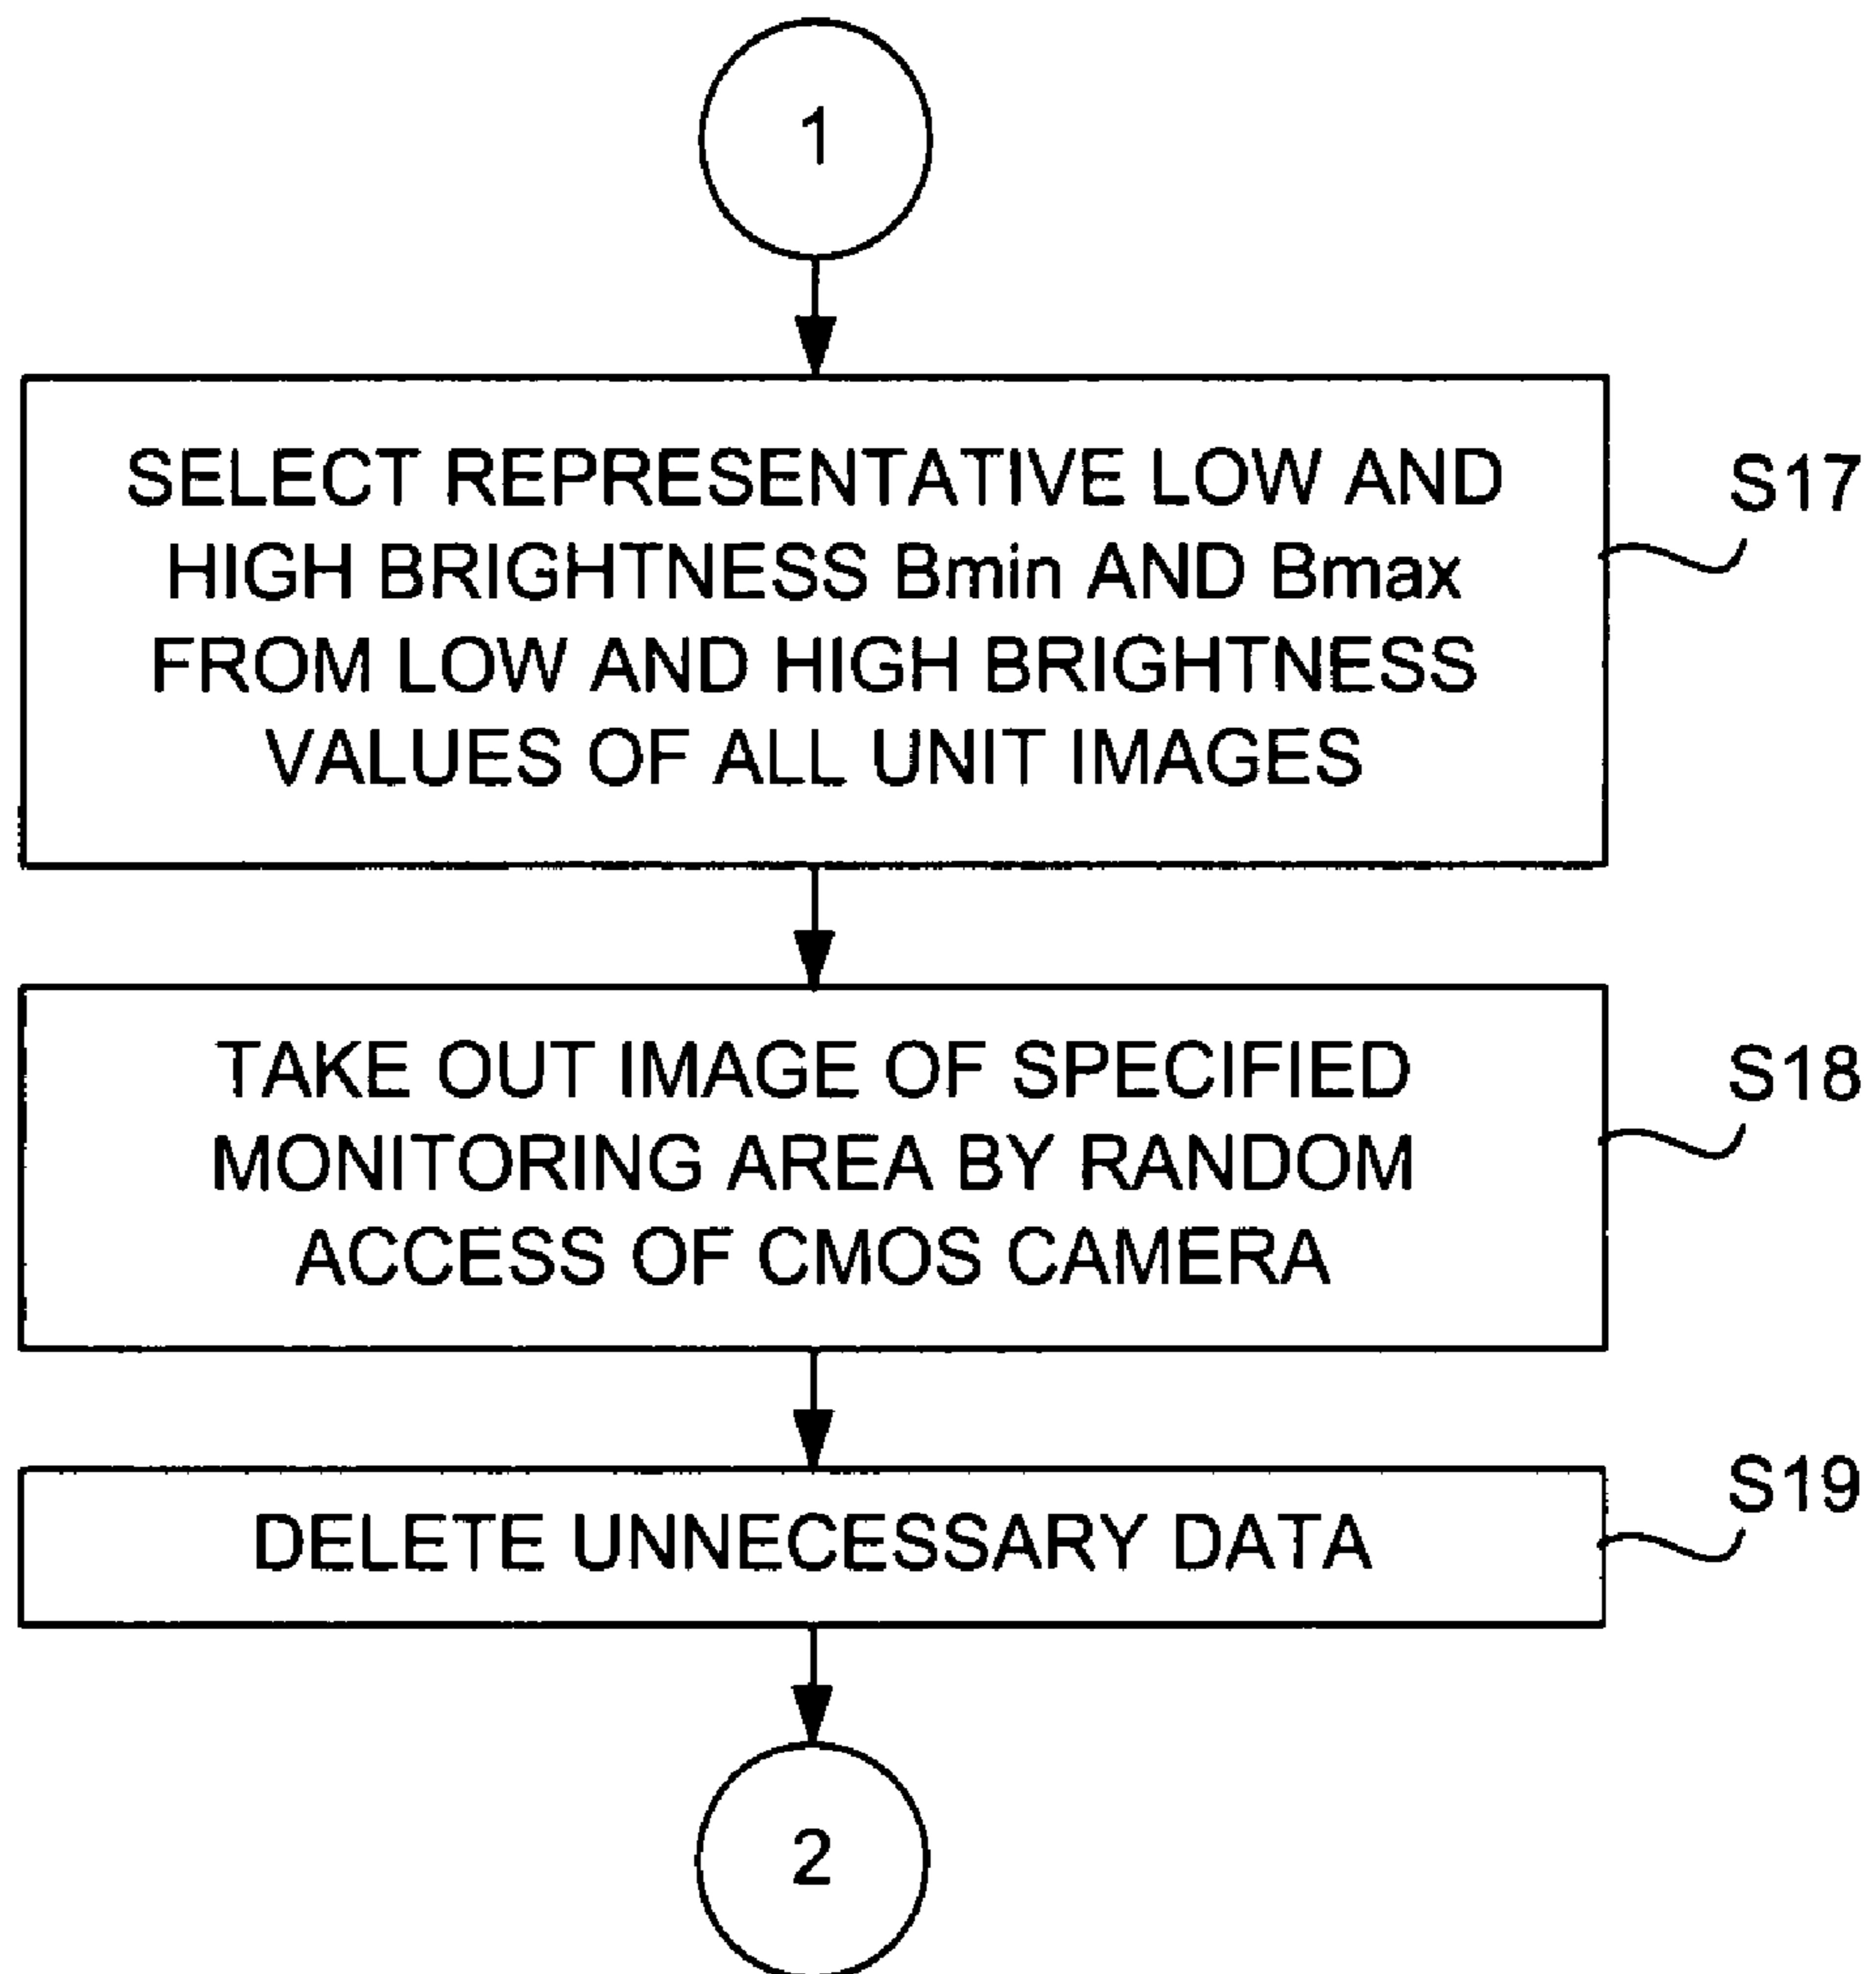 1
SELECT REPRESENTATIVE LOW AND
HIGH BRIGHTNESS Bmin AND Bmax
FROM LOW AND HIGH BRIGHTNESS
VALUES OF ALL UNIT IMAGES
S17
TAKE OUT IMAGE OF SPECIFIED
MONITORING AREA BY RANDOM
ACCESS OF CMOS CAMERA
S18
DELETE UNNECESSARY DATA
S19
2